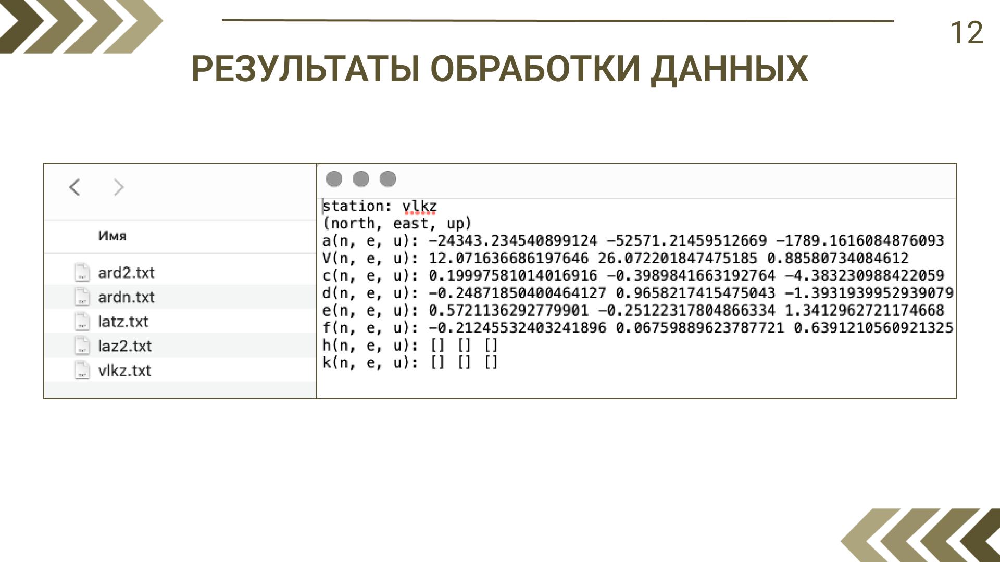 12
РЕЗУЛЬТАТЫ ОБРАБОТКИ ДАННЫХ
Имя
ard2.txt
ardn.txt
latz.txt
laz2.txt
vlkz.txt
station: vlkz
(north, east, up)
a(n, e, u): -24343.234540899124 -52571.21459512669 -1789.1616084876093
V(n, e, u): 12.071636686197646 26.072201847475185 0.88580734084612
c(n, e, u): 0.19997581014016916 -0.3989841663192764 -4.383230988422059
d(n, e, u): -0.24871850400464127 0.9658217415475043 -1.3931939952939079
e(n, e, u): 0.5721136292779901 -0.25122317804866334 1.3412962721174668
f(n, e, u): -0.21245532403241896 0.06759889623787721 0.6391210560921325
h(n, e, u): [] [] []
k(n, e, u): [] [] []